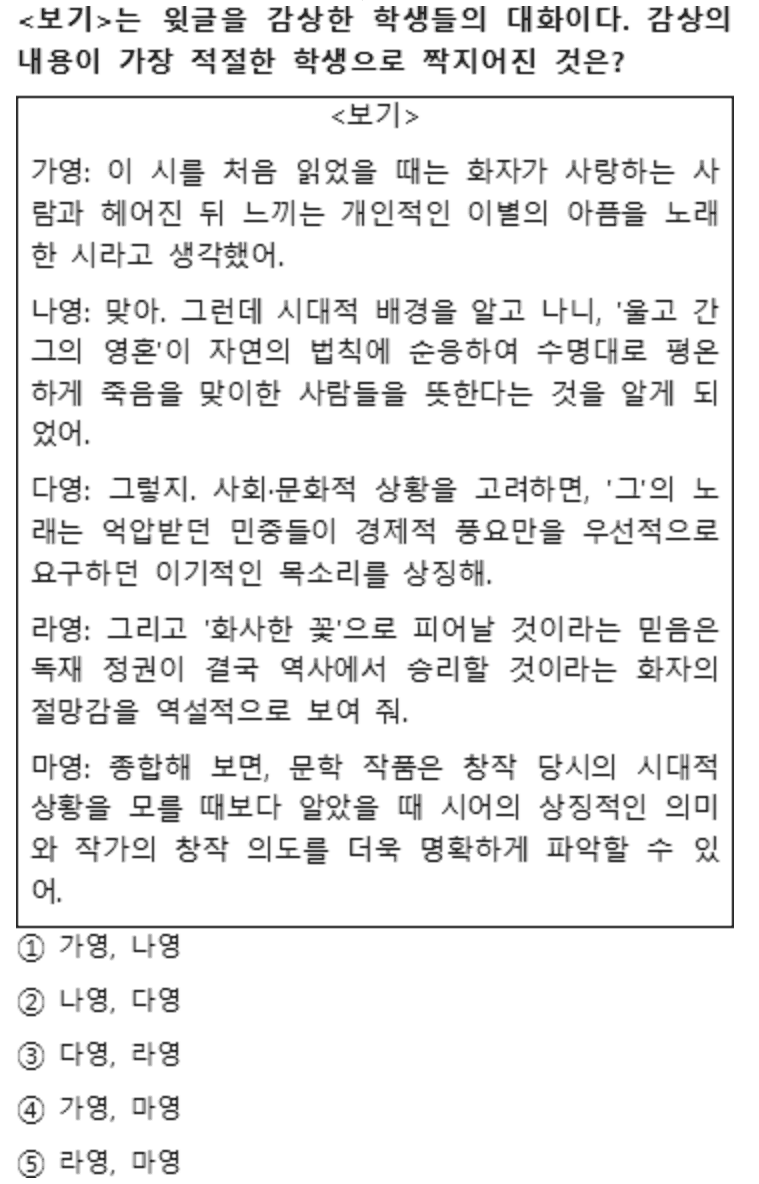 <보기>는 윗글을 감상한 학생들의 대화이다. 감상의
내용이 가장 적절한 학생으로 짝지어진 것은?
<보기>
가영: 이 시를 처음 읽었을 때는 화자가 사랑하는 사
람과 헤어진 뒤 느끼는 개인적인 이별의 아픔을 노래
한 시라고 생각했어.
나영: 맞아. 그런데 시대적 배경을 알고 나니, '울고 간
그의 영혼'이 자연의 법칙에 순응하여 수명대로 평온
하게 죽음을 맞이한 사람들을 뜻한다는 것을 알게 되
었어.
다영: 그렇지. 사회·문화적 상황을 고려하면, '그'의 노
래는 억압받던 민중들이 경제적 풍요만을 우선적으로
요구하던 이기적인 목소리를 상징해.
라영: 그리고 '화사한 꽃'으로 피어날 것이라는 믿음은
독재 정권이 결국 역사에서 승리할 것이라는 화자의
절망감을 역설적으로 보여 줘.
마영: 종합해 보면, 문학 작품은 창작 당시의 시대적
상황을 모를 때보다 알았을 때 시어의 상징적인 의미
와 작가의 창작 의도를 더욱 명확하게 파악할 수 있
어.
① 가영, 나영
② 나영, 다영
③ 다영, 라영
④ 가영, 마영
⑤ 라영, 마영